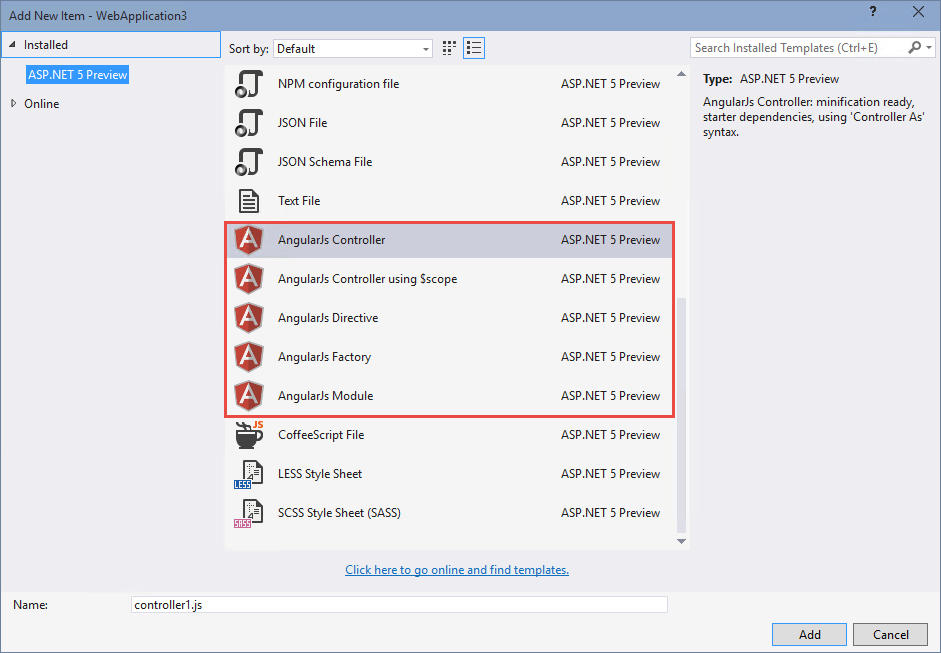 Add New Item - WebApplication3
?
Installed
ASP.NET 5 Preview
Online
Sort by: Default
Search Installed Templates (Ctrl+E)
NPM configuration file ASP.NET 5 Preview
JSON File ASP.NET 5 Preview
JSON Schema File ASP.NET 5 Preview
Text File ASP.NET 5 Preview
A AngularJs Controller ASP.NET 5 Preview
A AngularJs Controller using $scope ASP.NET 5 Preview
A AngularJs Directive ASP.NET 5 Preview
A AngularJs Factory ASP.NET 5 Preview
A AngularJs Module ASP.NET 5 Preview
JS CoffeeScript File ASP.NET 5 Preview
LESS LESS Style Sheet ASP.NET 5 Preview
SASS SCSS Style Sheet (SASS) ASP.NET 5 Preview
Click here to go online and find templates.
Type: ASP.NET 5 Preview
AngularJs Controller: minification ready,
starter dependencies, using 'Controller As'
syntax.
Name: controller1.js
Add Cancel